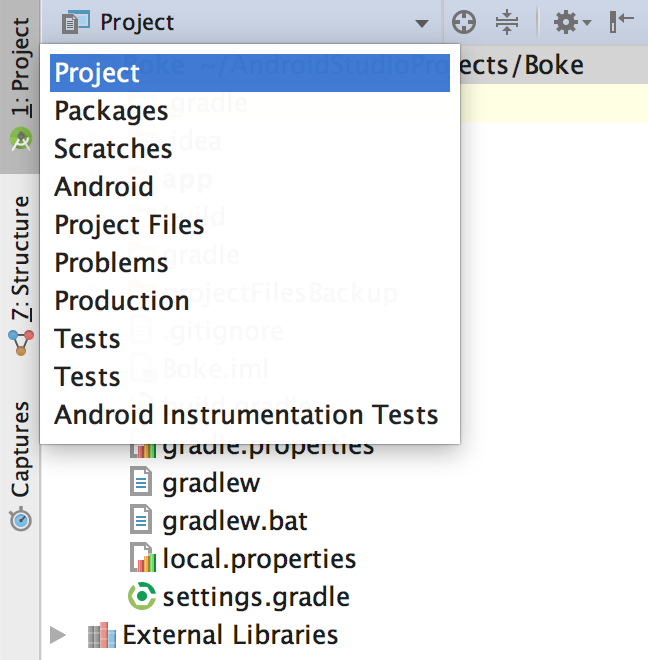 Project
1: Project
7: Structure
Captures
Boke ~/AndroidStudioProjects/Boke
Project
Packages
Scratches
Android
Project Files
Problems
Production
Tests
Tests
Android Instrumentation Tests
.gradle
.idea
app
build
gradle
projectFilesBackup
.gitignore
Boke.iml
build.gradle
gradle.properties
gradlew
gradlew.bat
local.properties
settings.gradle
External Libraries